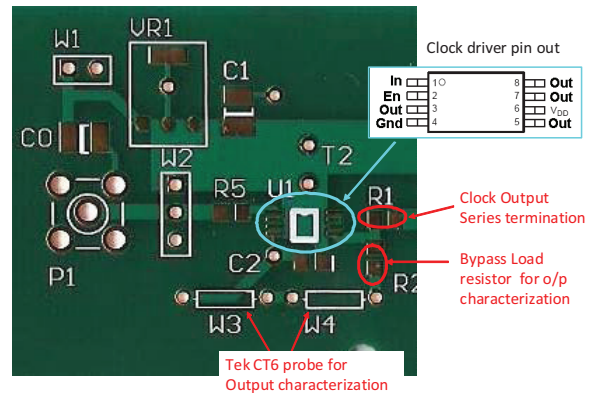 W1
VR1
C1
C0
W2
T2
R5
U1
R1
P1
C2
R2
W3
W4
Clock driver pin out
In 1 8 Out
En 2 7 Out
Out 3 6 VDD
Gnd 4 5 Out
Clock Output
Series termination
Bypass Load
resistor for o/p
characterization
Tek CT6 probe for
Output characterization